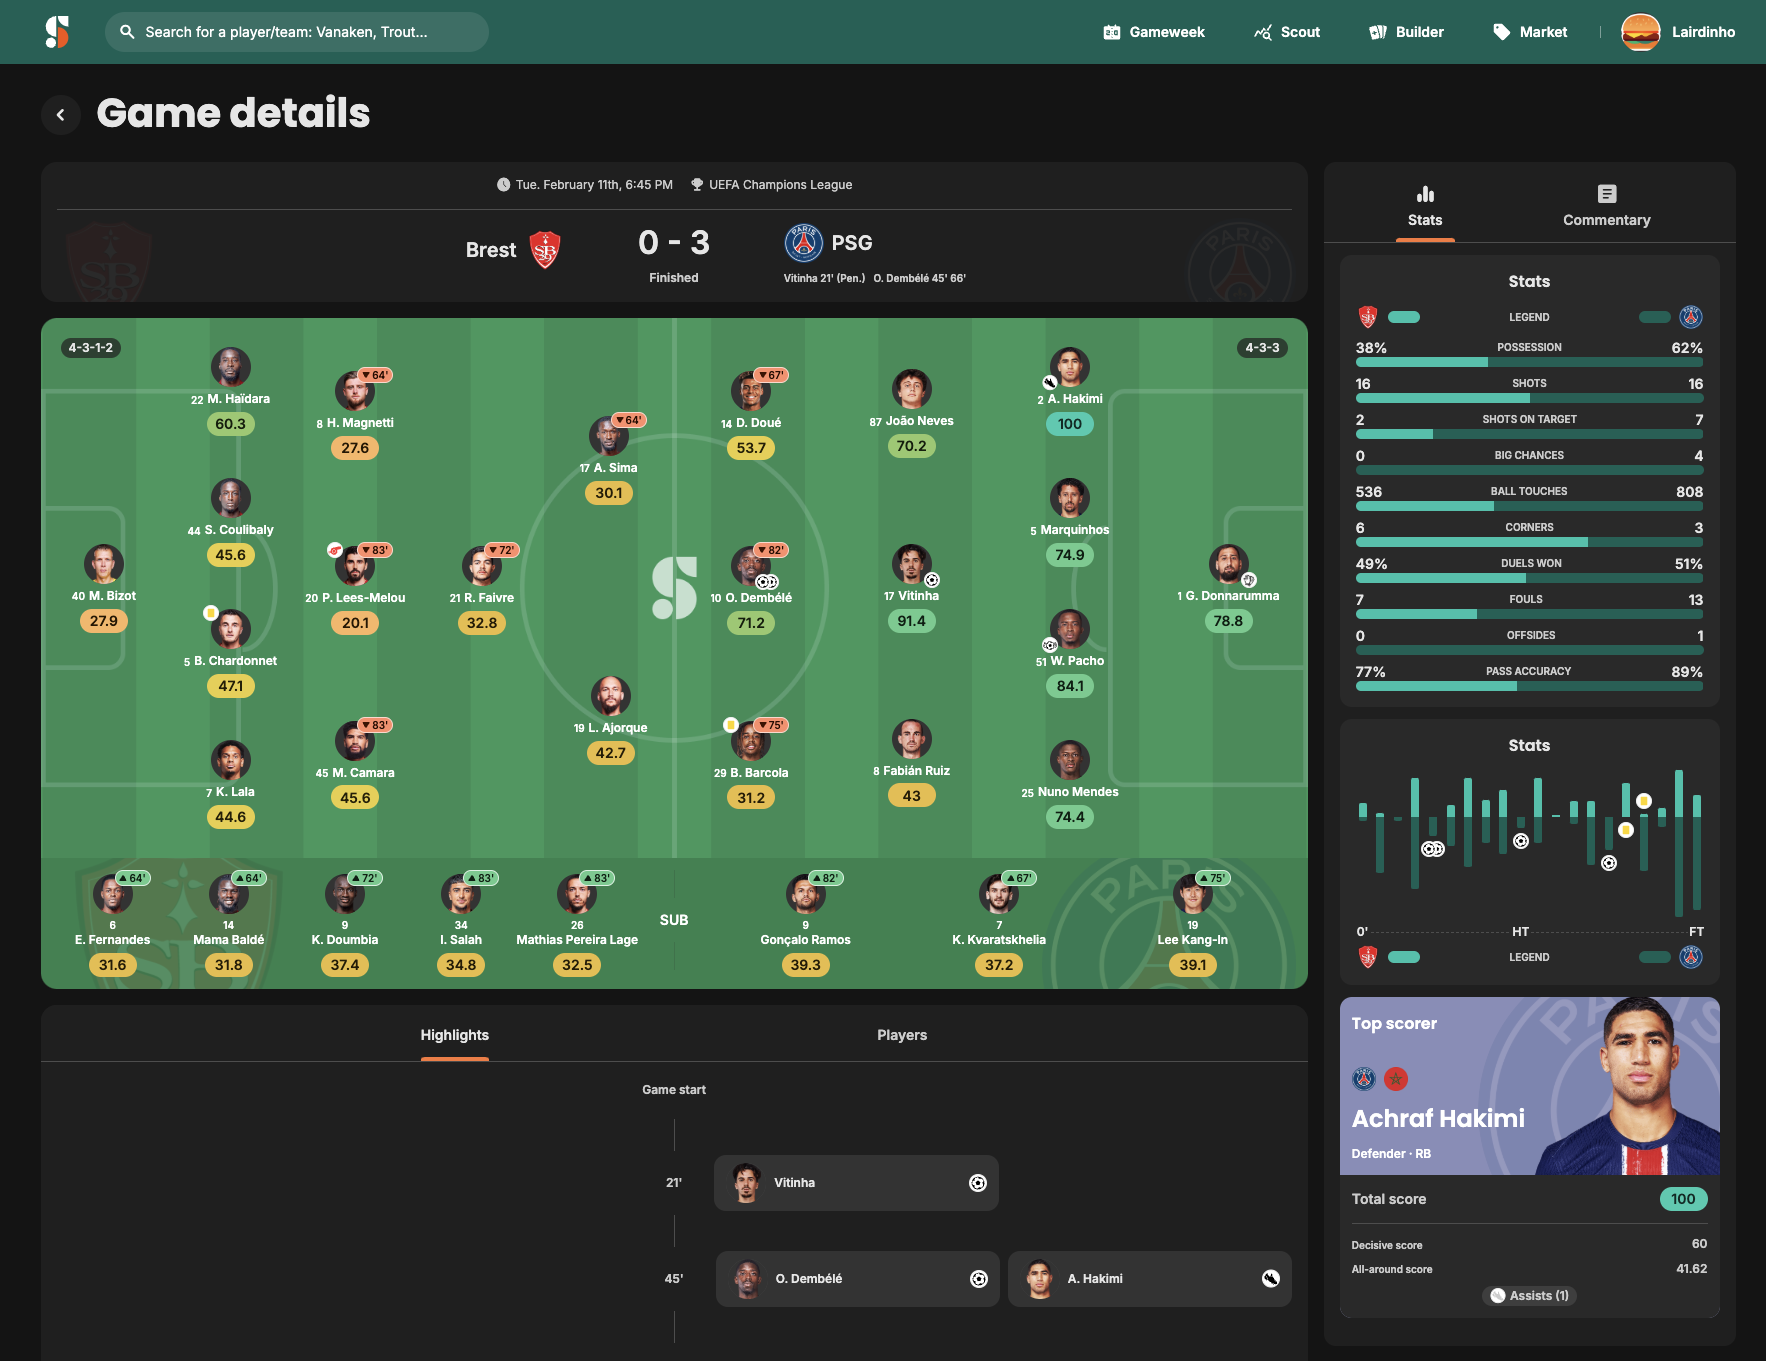 Search for a player/team: Vanaken, Trout...
Gameweek
Scout
Builder
Market
Lairdinho
Game details
Tue. February 11th, 6:45 PM
UEFA Champions League
Brest
0 - 3
PSG
Finished
Vitinha 21' (Pen.) O. Dembélé 45' 66'
4-3-1-2
4-3-3
22 M. Haïdara
60.3
44 S. Coulibaly
45.6
40 M. Bizot
27.9
5 B. Chardonnet
47.1
7 K. Lala
44.6
64'
8 H. Magnetti
27.6
83'
20 P. Lees-Melou
20.1
83'
45 M. Camara
45.6
72'
21 R. Faivre
32.8
64'
17 A. Sima
30.1
19 L. Ajorque
42.7
67'
14 D. Doué
53.7
82'
10 O. Dembélé
71.2
75'
29 B. Barcola
31.2
87 João Neves
70.2
17 Vitinha
91.4
8 Fabián Ruiz
43
2 A. Hakimi
100
5 Marquinhos
74.9
51 W. Pacho
84.1
25 Nuno Mendes
74.4
1 G. Donnarumma
78.8
64'
6
E. Fernandes
31.6
64'
14
Mama Baldé
31.8
72'
9
K. Doumbia
37.4
83'
34
I. Salah
34.8
83'
26
Mathias Pereira Lage
32.5
SUB
82'
9
Gonçalo Ramos
39.3
67'
7
K. Kvaratskhelia
37.2
75'
19
Lee Kang-In
39.1
Highlights
Players
Game start
21'
Vitinha
45'
O. Dembélé
A. Hakimi
Stats
Commentary
Stats
LEGEND
38% POSSESSION 62%
16 SHOTS 16
2 SHOTS ON TARGET 7
0 BIG CHANCES 4
536 BALL TOUCHES 808
6 CORNERS 3
49% DUELS WON 51%
7 FOULS 13
0 OFFSIDES 1
77% PASS ACCURACY 89%
Stats
0' HT FT
LEGEND
Top scorer
Achraf Hakimi
Defender · RB
Total score 100
Decisive score 60
All-around score 41.62
Assists (1)